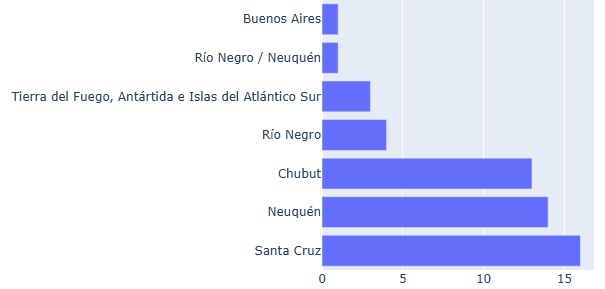 Buenos Aires
Río Negro / Neuquén
Tierra del Fuego, Antártida e Islas del Atlántico Sur
Río Negro
Chubut
Neuquén
Santa Cruz
0 5 10 15